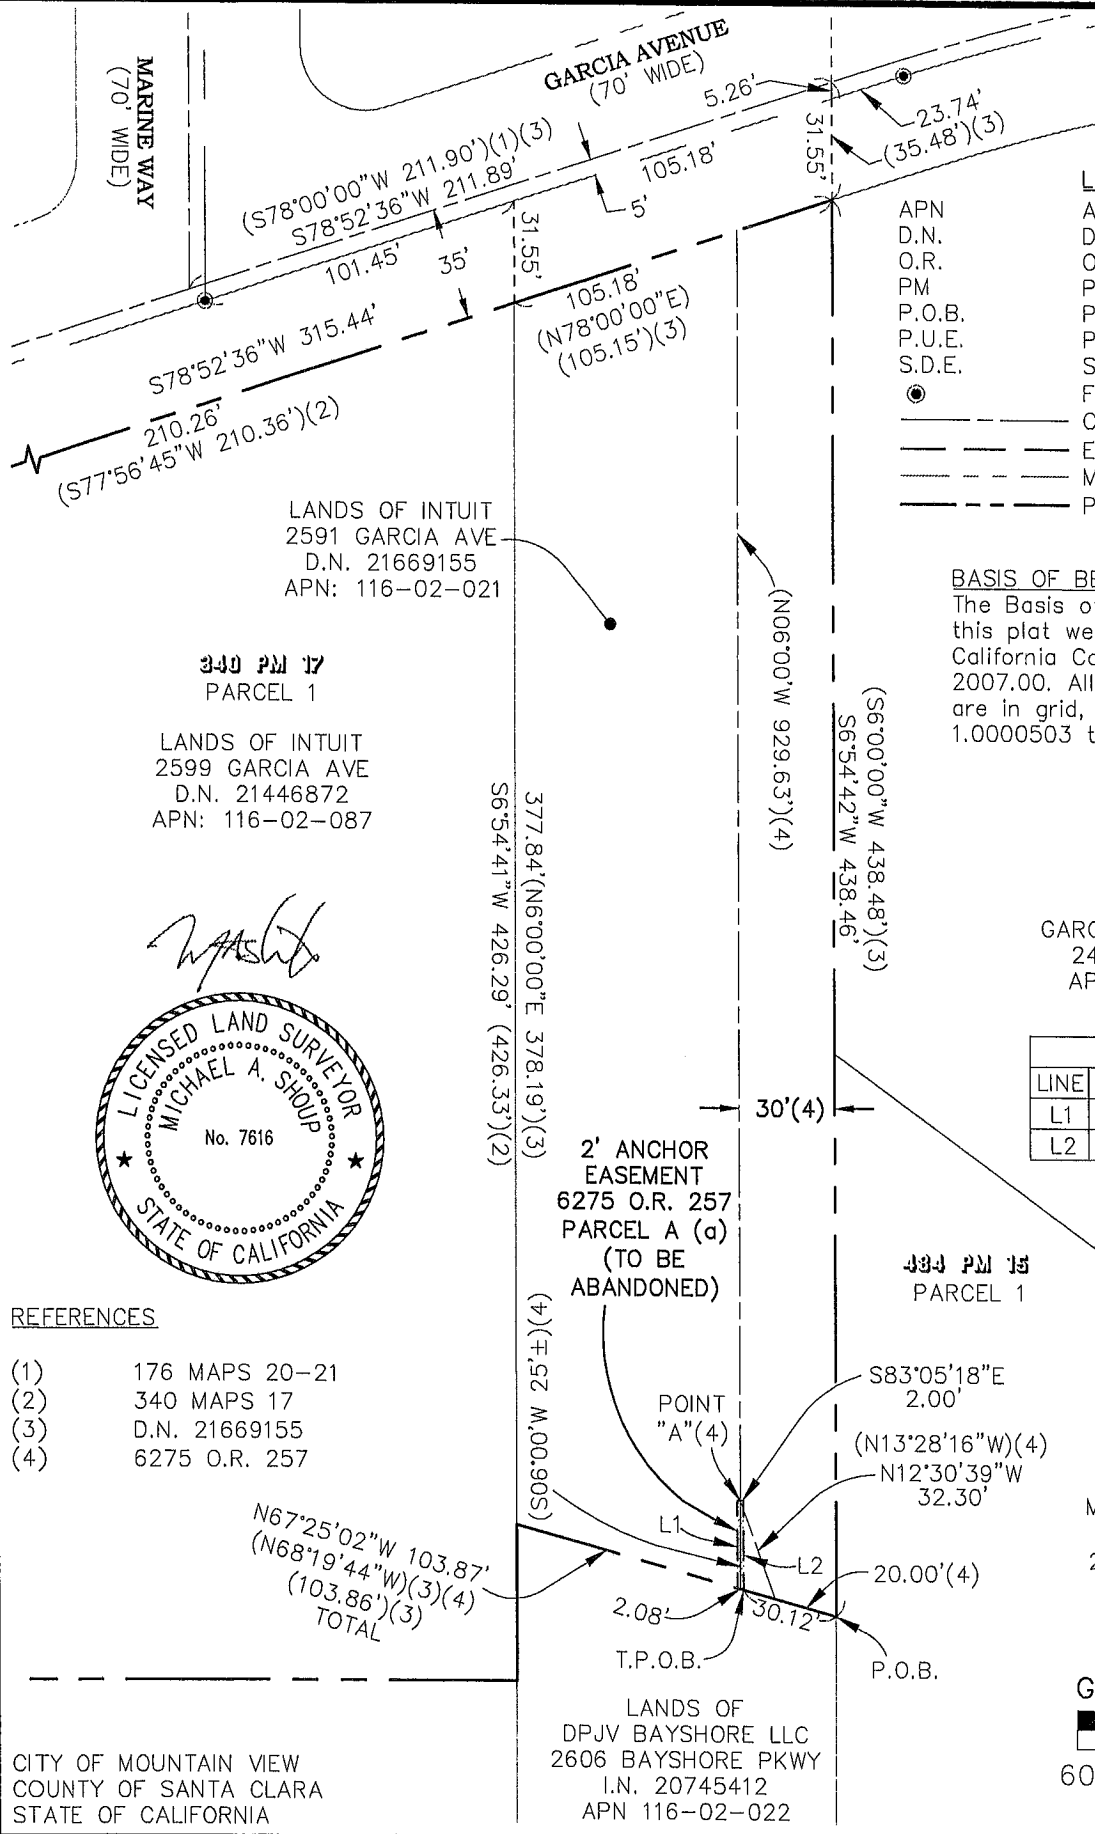 MARINE WAY
(70' WIDE)
GARCIA AVENUE
(70' WIDE)
5.26'
23.74'
(35.48')(3)
31.55'
(S78°00'00"W 211.90')(1)(3)
S78°52'36"W 211.89'
105.18'
5'
101.45'
35'
31.55'
105.18'
(N78°00'00"E)
(105.15')(3)
S78°52'36"W 315.44'
210.26'
(S77°56'45"W 210.36')(2)
L
APN A
D.N. D
O.R. O
PM P
P.O.B. P
P.U.E. P
S.D.E. S
F
C
E
M
P
LANDS OF INTUIT
2591 GARCIA AVE
D.N. 21669155
APN: 116-02-021
BASIS OF BE
The Basis o
this plat we
California Co
2007.00. All
are in grid,
1.0000503 t
340 PM 17
PARCEL 1
LANDS OF INTUIT
2599 GARCIA AVE
D.N. 21446872
APN: 116-02-087
(N06°00'W 929.63')(4)
(S6°00'00"W 438.48')(3)
S6°54'42"W 438.46'
377.84'(N6°00'00"E 378.19')(3)
S6°54'41"W 426.29' (426.33')(2)
GARC
24
AP
LINE
L1
L2
LICENSED LAND SURVEYOR
MICHAEL A. SHOUP
No. 7616
STATE OF CALIFORNIA
30'(4)
2' ANCHOR
EASEMENT
6275 O.R. 257
PARCEL A (a)
(TO BE
ABANDONED)
484 PM 15
PARCEL 1
REFERENCES
(1) 176 MAPS 20-21
(2) 340 MAPS 17
(3) D.N. 21669155
(4) 6275 O.R. 257
(S06°00'W 25'±)(4)
POINT
"A"(4)
S83°05'18"E
2.00'
(N13°28'16"W)(4)
N12°30'39"W
32.30'
N67°25'02"W 103.87'
(N68°19'44"W)(3)(4)
(103.86')(3)
TOTAL
L1
L2
20.00'(4)
2.08'
30.12'
T.P.O.B.
P.O.B.
M
2
G
60
LANDS OF
DPJV BAYSHORE LLC
2606 BAYSHORE PKWY
I.N. 20745412
APN 116-02-022
CITY OF MOUNTAIN VIEW
COUNTY OF SANTA CLARA
STATE OF CALIFORNIA